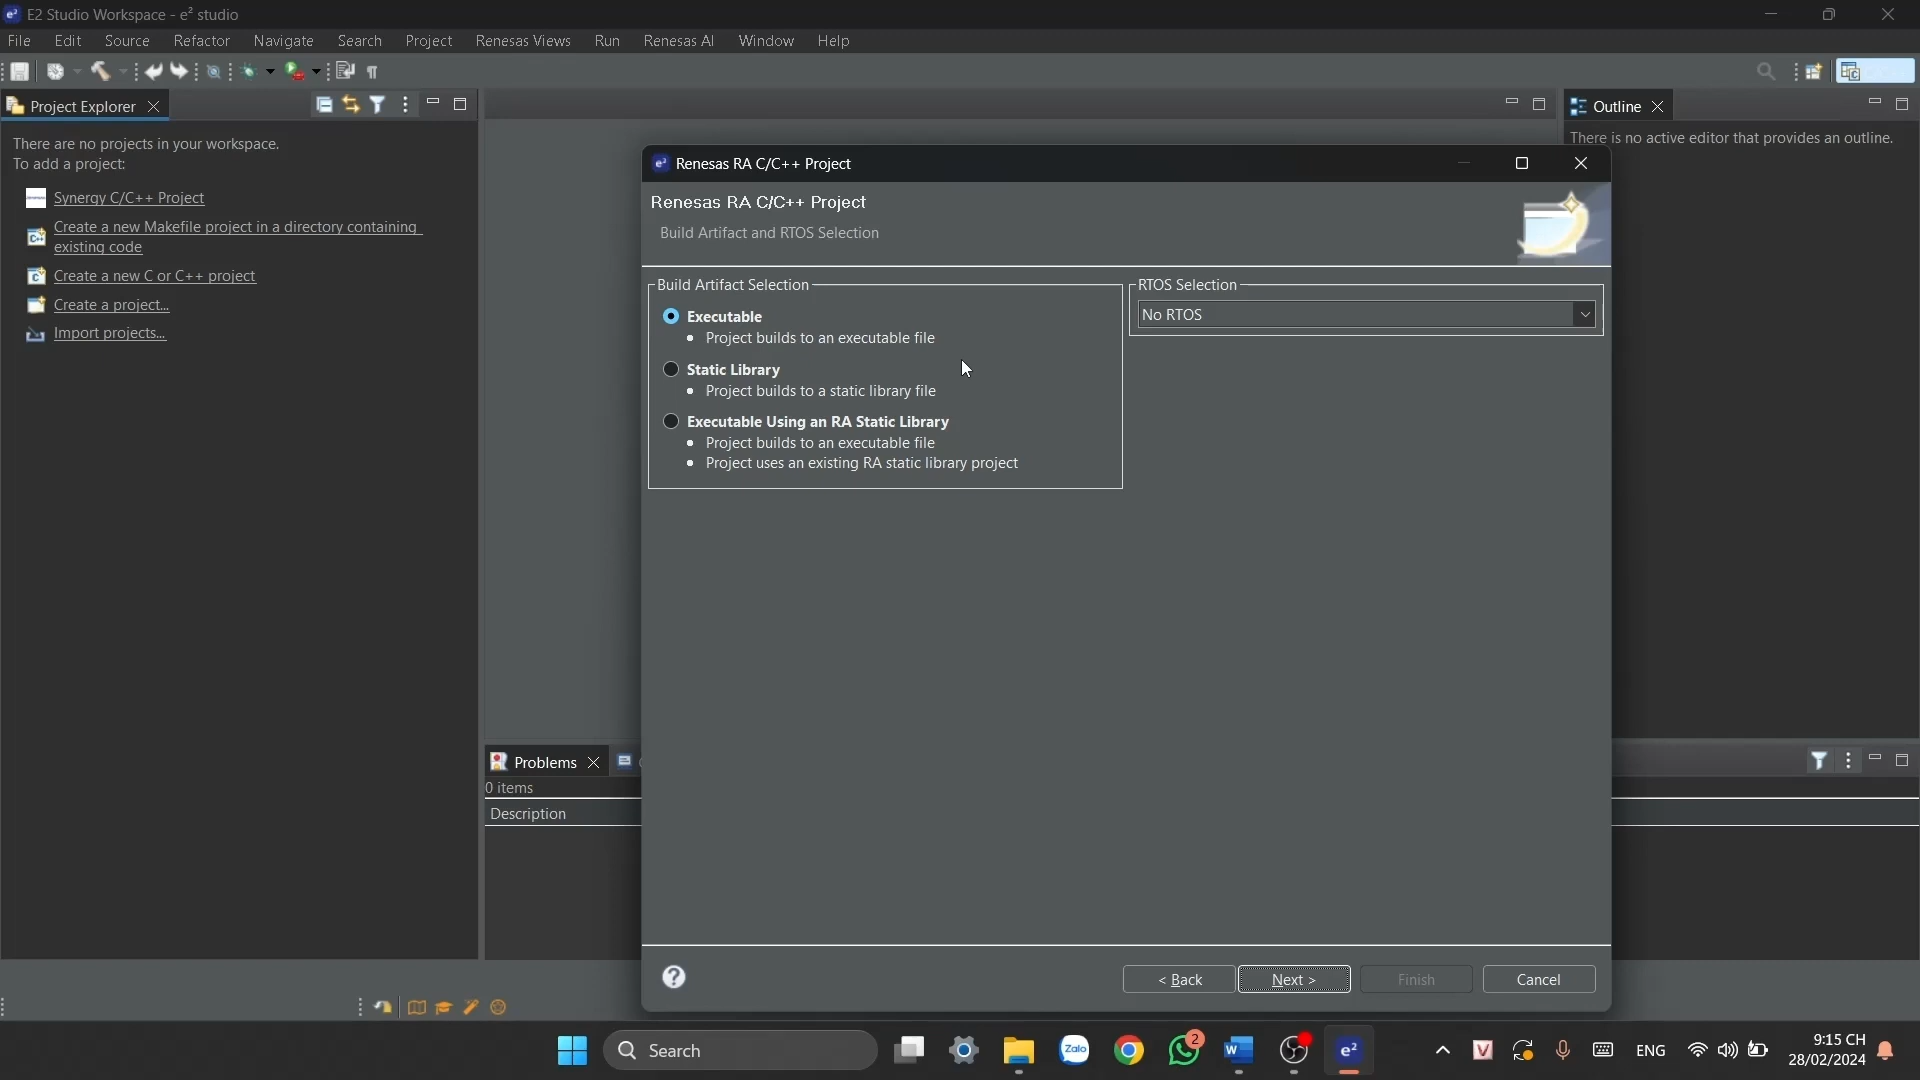 E2 Studio Workspace - e² studio
File Edit Source Refactor Navigate Search Project Renesas Views Run Renesas AI Window Help
Project Explorer
There are no projects in your workspace.
To add a project:
Synergy C/C++ Project
Create a new Makefile project in a directory containing
existing code
Create a new C or C++ project
Create a project...
Import projects...
Outline
There is no active editor that provides an outline.
Renesas RA C/C++ Project
Renesas RA C/C++ Project
Build Artifact and RTOS Selection
Build Artifact Selection
Executable
• Project builds to an executable file
Static Library
• Project builds to a static library file
Executable Using an RA Static Library
• Project builds to an executable file
• Project uses an existing RA static library project
RTOS Selection
No RTOS
< Back Next > Finish Cancel
Problems
0 items
Description
Search
Zalo
2
ENG
9:15 CH
28/02/2024